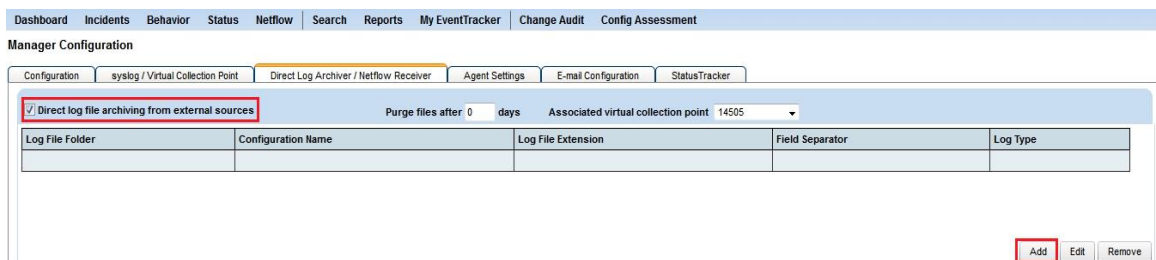 Dashboard Incidents Behavior Status Netflow Search Reports My EventTracker Change Audit Config Assessment
Manager Configuration
Configuration syslog / Virtual Collection Point Direct Log Archiver / Netflow Receiver Agent Settings E-mail Configuration StatusTracker
Direct log file archiving from external sources Purge files after 0 days Associated virtual collection point 14505
Log File Folder Configuration Name Log File Extension Field Separator Log Type
Add Edit Remove